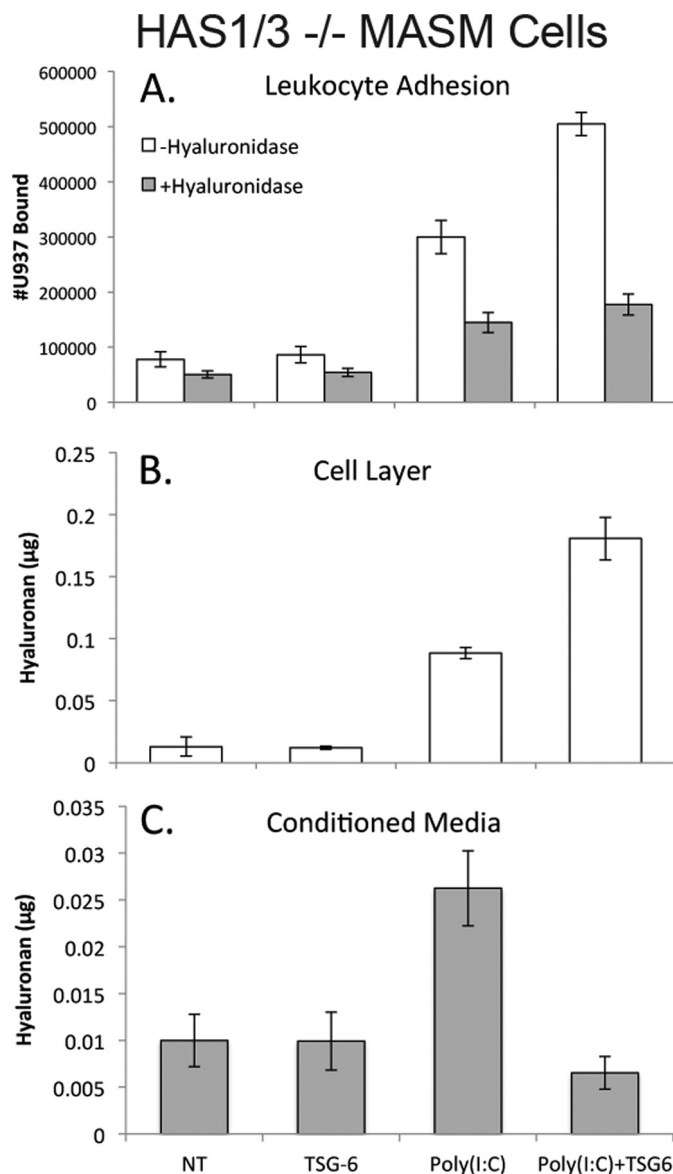 HAS1/3 -/- MASM Cells
A. Leukocyte Adhesion
-Hyaluronidase
+Hyaluronidase
#U937 Bound
600000
500000
400000
300000
200000
100000
0
B. Cell Layer
Hyaluronan (µg)
0.25
0.2
0.15
0.1
0.05
0
C. Conditioned Media
Hyaluronan (µg)
0.035
0.03
0.025
0.02
0.015
0.01
0.005
0
NT TSG-6 Poly(I:C) Poly(I:C)+TSG6